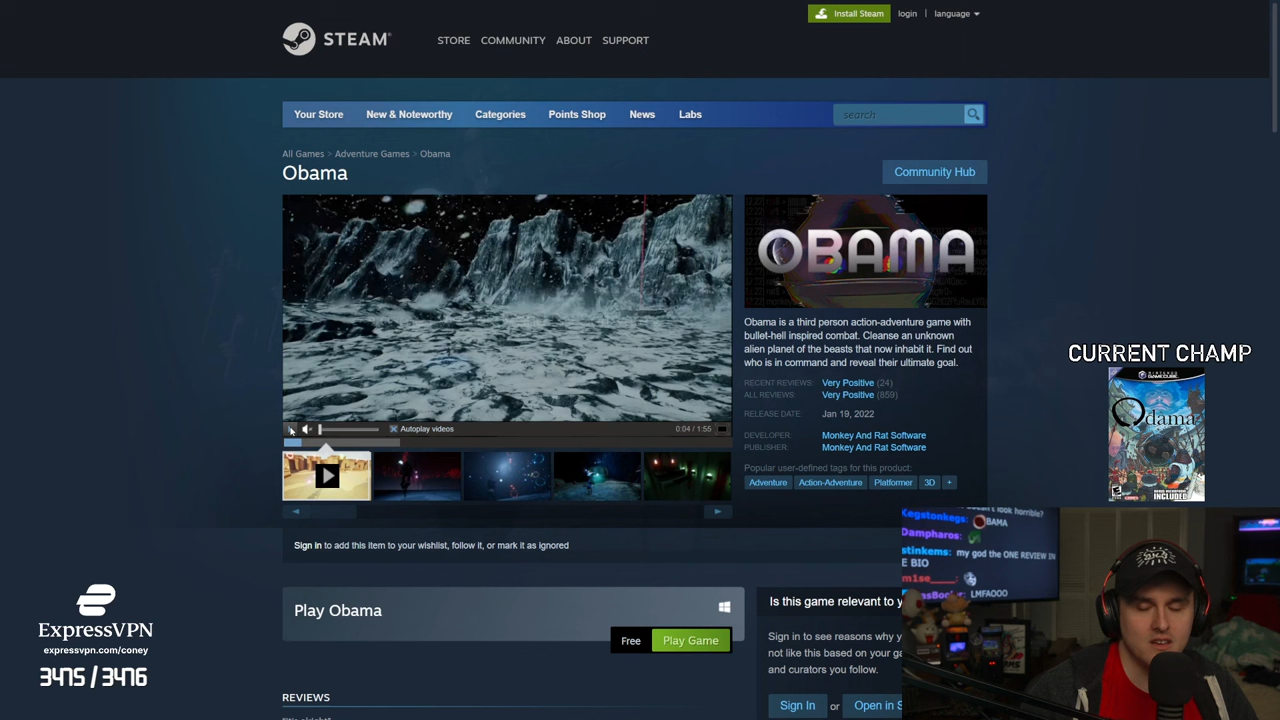 Install Steam
login
language
STEAM
STORE
COMMUNITY
ABOUT
SUPPORT
Your Store
New & Noteworthy
Categories
Points Shop
News
Labs
search
All Games > Adventure Games > Obama
Obama
Community Hub
OBAMA
Obama is a third person action-adventure game with
bullet-hell inspired combat. Cleanse an unknown
alien planet of the beasts that now inhabit it. Find out
who is in command and reveal their ultimate goal.
RECENT REVIEWS: Very Positive (24)
ALL REVIEWS: Very Positive (859)
RELEASE DATE: Jan 19, 2022
DEVELOPER: Monkey And Rat Software
PUBLISHER: Monkey And Rat Software
Popular user-defined tags for this product:
Adventure
Action-Adventure
Platformer
3D
+
Autoplay videos
0:04 / 1:55
Sign in to add this item to your wishlist, follow it, or mark it as ignored
Play Obama
Free
Play Game
REVIEWS
Is this game relevant to y
Sign in to see reasons why y
not like this based on your ga
and curators you follow.
Sign In
or
Open in S
CURRENT CHAMP
Odama
INCLUDED
ExpressVPN
expressvpn.com/coney
3475 / 3476
doesn't look horrible?
Kegstonkegs:
BAMA
Damphros:
stinkems: my god the ONE REVIEW IN
THE BIO
m1se____:
LMFAOOO